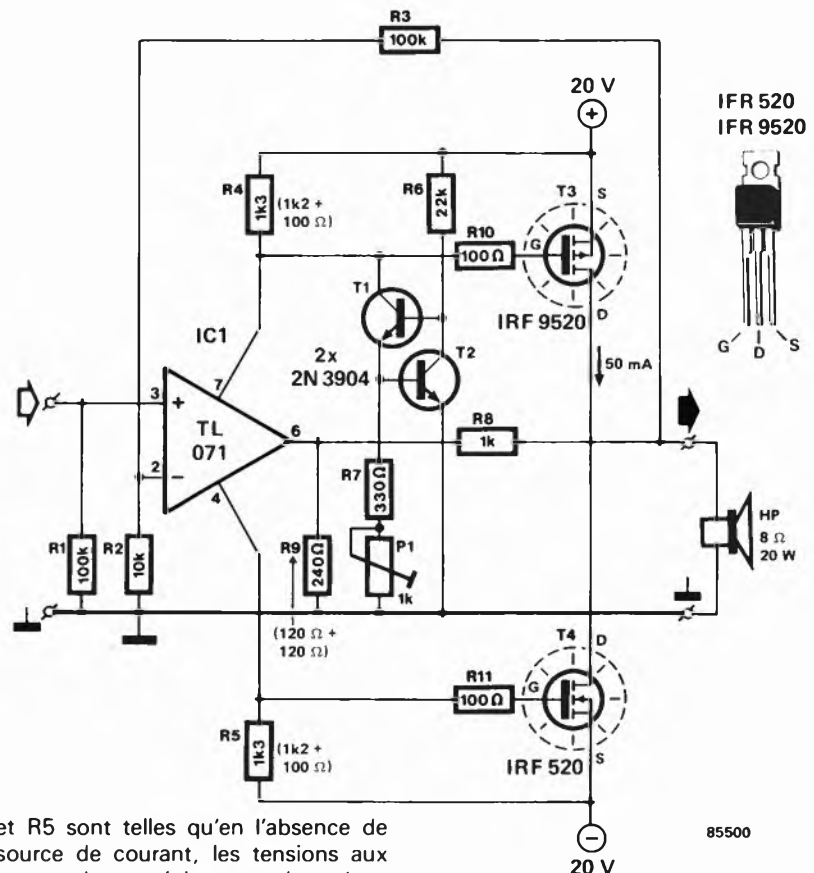 R3
100k
20 V
+
IFR 520
IFR 9520
R4
1k3
(1k2 +
100 Ω)
R6
22k
T3
S
R10
100Ω
G
D
IRF 9520
G D S
T1
IC1
T2
2x
2N 3904
50 mA
7
3
+
TL
071
6
2
−
4
R8
1k
R7
330Ω
HP
8 Ω
20 W
R1
100k
R2
10k
R9
240Ω
P1
1k
(120 Ω +
120 Ω)
T4
D
R11
100Ω
G
S
IRF 520
R5
1k3
(1k2 +
100 Ω)
−
20 V
85500
et R5 sont telles qu'en l'absence de
source de courant, les tensions aux